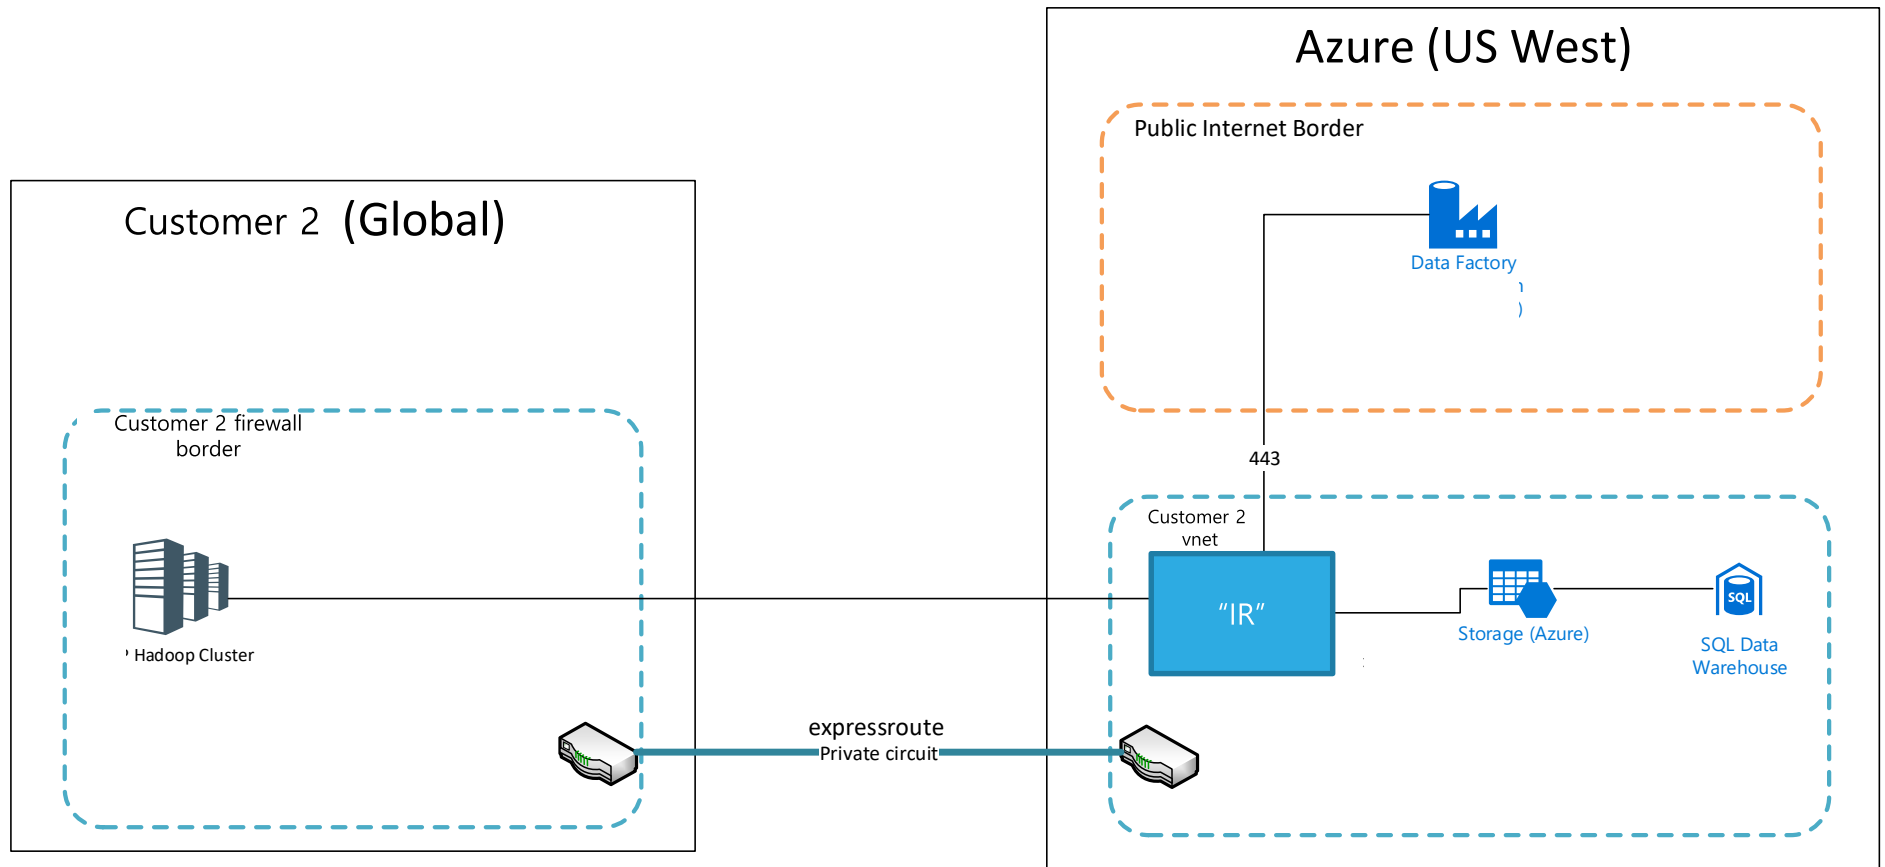 Azure (US West)
Public Internet Border
Data Factory
Customer 2 (Global)
Customer 2 firewall
border
443
Customer 2
vnet
"IR"
Storage (Azure)
SQL
SQL Data
Warehouse
Hadoop Cluster
expressroute
Private circuit